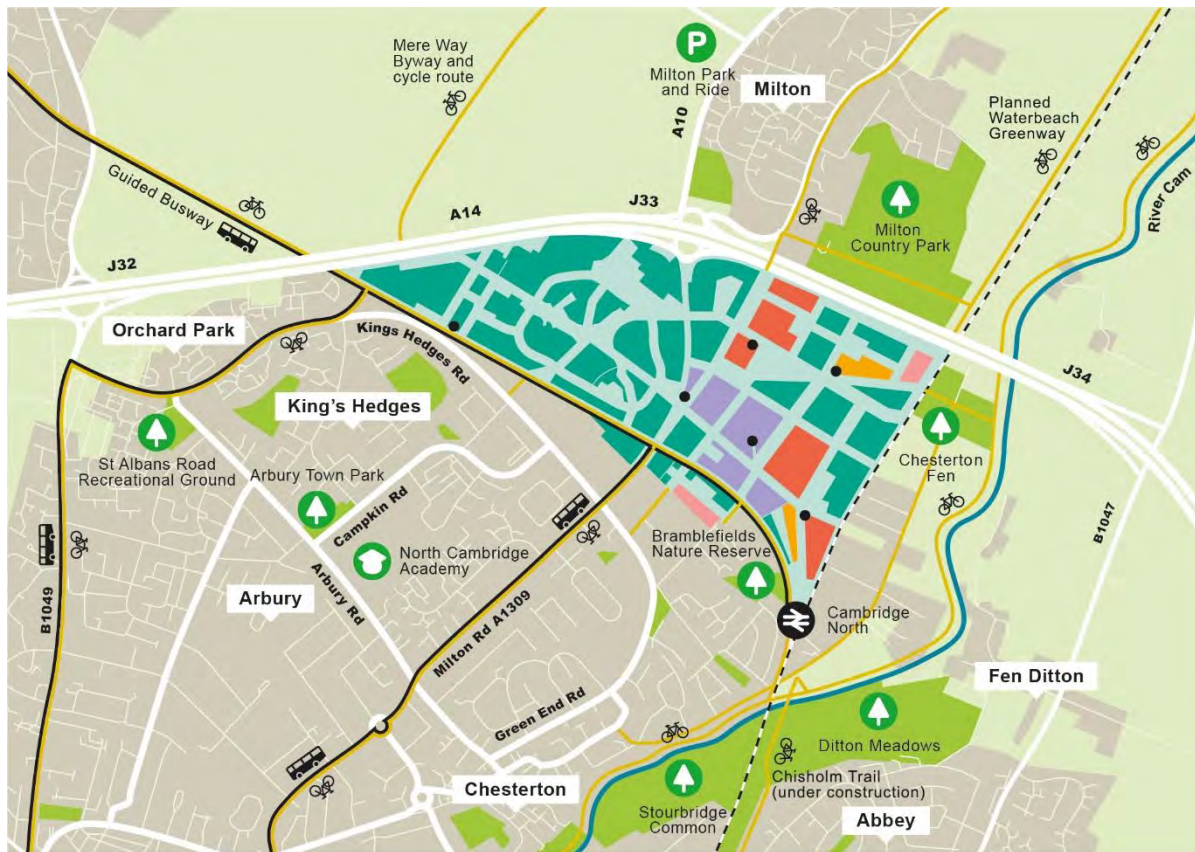 Mere Way
Byway and
cycle route
P
Milton Park
and Ride
Milton
A10
Planned
Waterbeach
Greenway
River Cam
Guided Busway
A14
J33
J32
Milton
Country Park
Orchard Park
Kings Hedges Rd
J34
King's Hedges
St Albans Road
Recreational Ground
Arbury Town Park
Campkin Rd
Chesterton
Fen
B1047
North Cambridge
Academy
Bramblefields
Nature Reserve
B1049
Arbury
Arbury Rd
Milton Rd A1309
Cambridge
North
Green End Rd
Fen Ditton
Ditton Meadows
Chesterton
Chisholm Trail
(under construction)
Stourbridge
Common
Abbey